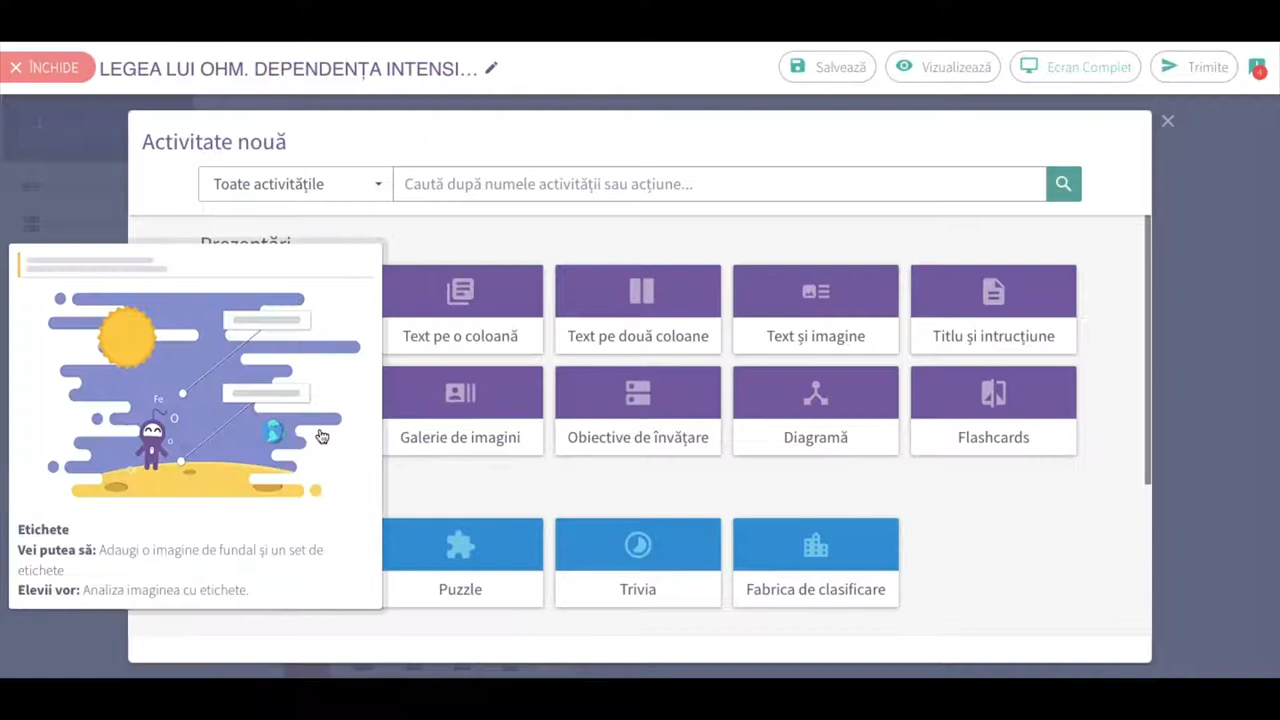 ÎNCHIDE
LEGEA LUI OHM. DEPENDENȚA INTENSI...
Salvează
Vizualizează
Ecran Complet
Trimite
4
Activitate nouă
Toate activitățile
Caută după numele activității sau acțiune...
Prezentări
Text pe o coloană
Text pe două coloane
Text și imagine
Titlu și intrucțiune
Galerie de imagini
Obiective de învățare
Diagramă
Flashcards
Fe
O
O
Etichete
Vei putea să: Adaugi o imagine de fundal și un set de
etichete
Elevii vor: Analiza imaginea cu etichete.
Puzzle
Trivia
Fabrica de clasificare